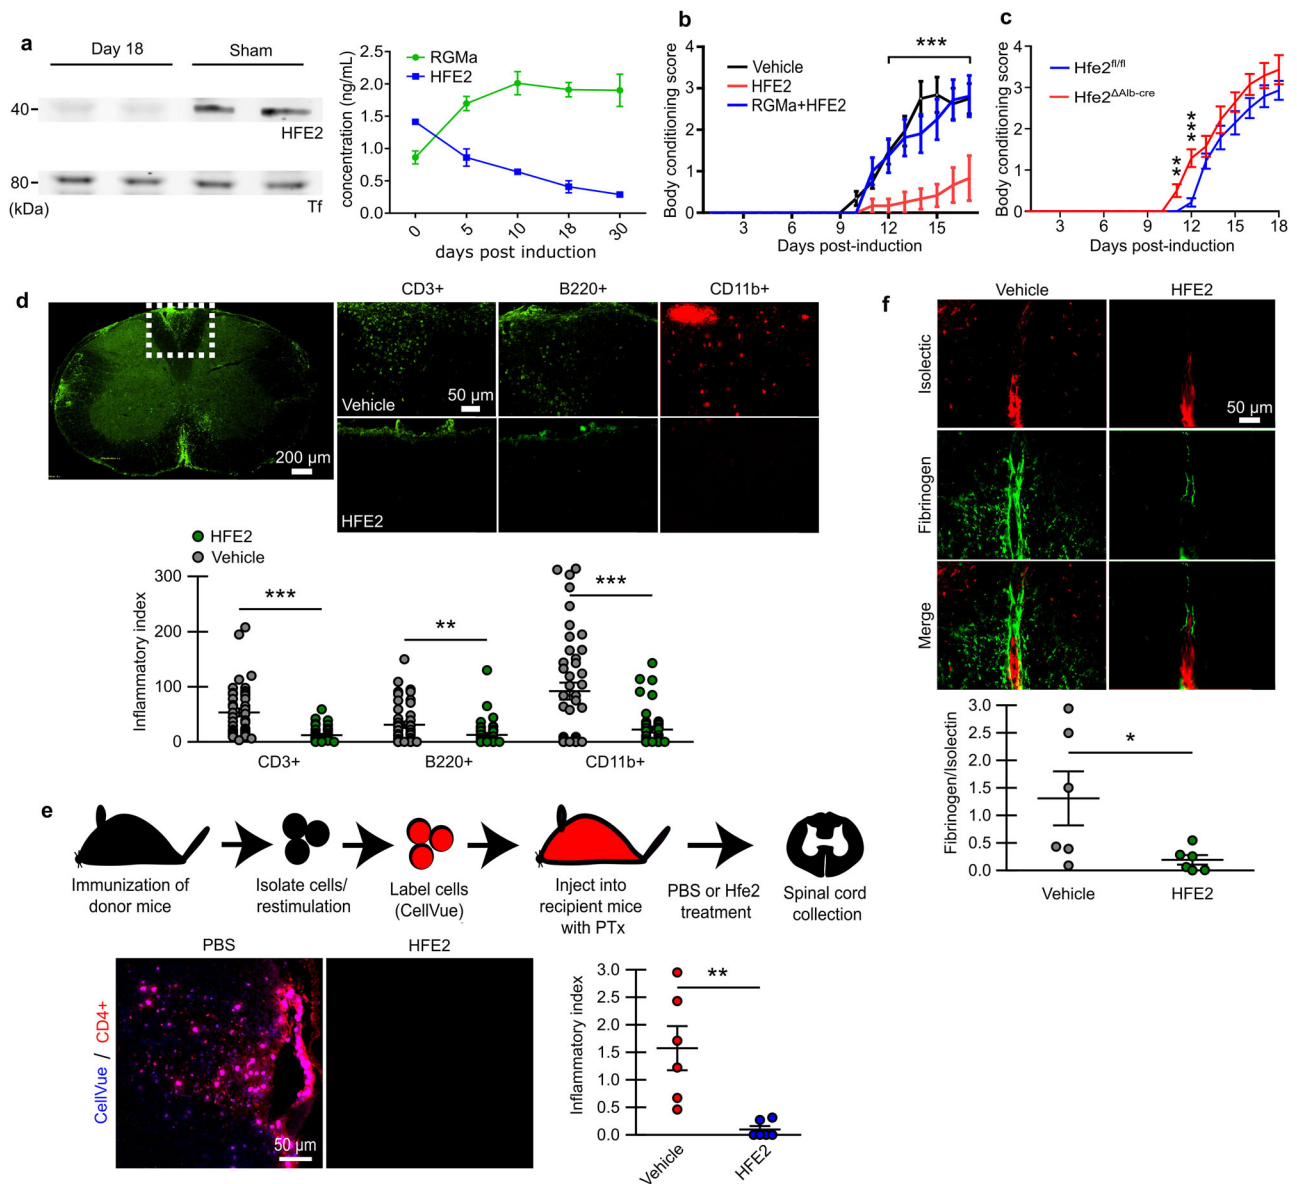 a
Day 18
Sham
40
HFE2
80
(kDa)
Tf
concentration (ng/mL)
2.5
2.0
1.5
1.0
0.5
0.0
RGMa
HFE2
0
5
10
18
30
days post induction
b
Body conditioning score
4
3
2
1
0
***
Vehicle
HFE2
RGMa+HFE2
3
6
9
12
15
Days post-induction
c
Body conditioning score
4
3
2
1
0
Hfe2fl/fl
Hfe2ΔAlb-cre
**
***
3
6
9
12
15
18
Days post-induction
d
200 µm
CD3+
B220+
CD11b+
Vehicle
50 µm
HFE2
HFE2
Vehicle
Inflammatory index
300
200
100
0
***
**
***
CD3+
B220+
CD11b+
e
Immunization of
donor mice
Isolate cells/
restimulation
Label cells
(CellVue)
Inject into
recipient mice
with PTx
PBS or Hfe2
treatment
Spinal cord
collection
PBS
HFE2
CellVue / CD4+
50 µm
Inflammatory index
3.0
2.5
2.0
1.5
1.0
0.5
0.0
**
Vehicle
HFE2
f
Vehicle
HFE2
Isolectic
50 µm
Fibrinogen
Merge
Fibrinogen/Isolectin
3.0
2.5
2.0
1.5
1.0
0.5
0.0
*
Vehicle
HFE2